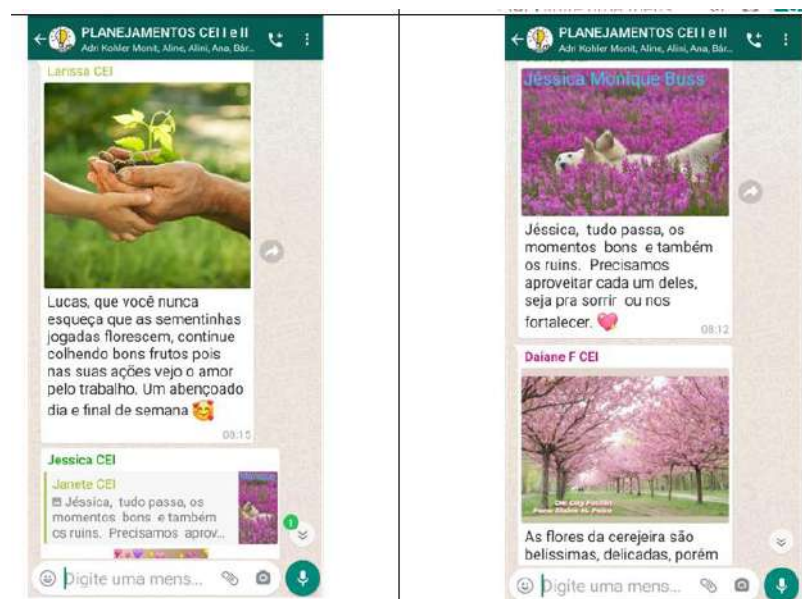 PLANEJAMENTOS CEI I e II
Adri Kohler Monit, Aline, Alini, Ana, Bár...
Larissa CEI
Lucas, que você nunca
esqueça que as sementinhas
jogadas florescem, continue
colhendo bons frutos pois
nas suas ações vejo o amor
pelo trabalho. Um abençoado
dia e final de semana 🥰
08:15
Jessica CEI
Janete CEI
Jéssica, tudo passa, os
momentos bons e também
os ruins. Precisamos aprov...
1
Digite uma mens...
PLANEJAMENTOS CEI I e II
Adri Kohler Monit, Aline, Alini, Ana, Bár...
Jéssica Monique Buss
Jéssica, tudo passa, os
momentos bons e também
os ruins. Precisamos
aproveitar cada um deles,
seja pra sorrir ou nos
fortalecer. 💖
08:12
Daiane F CEI
As flores da cerejeira são
belíssimas, delicadas, porém
Digite uma mens...